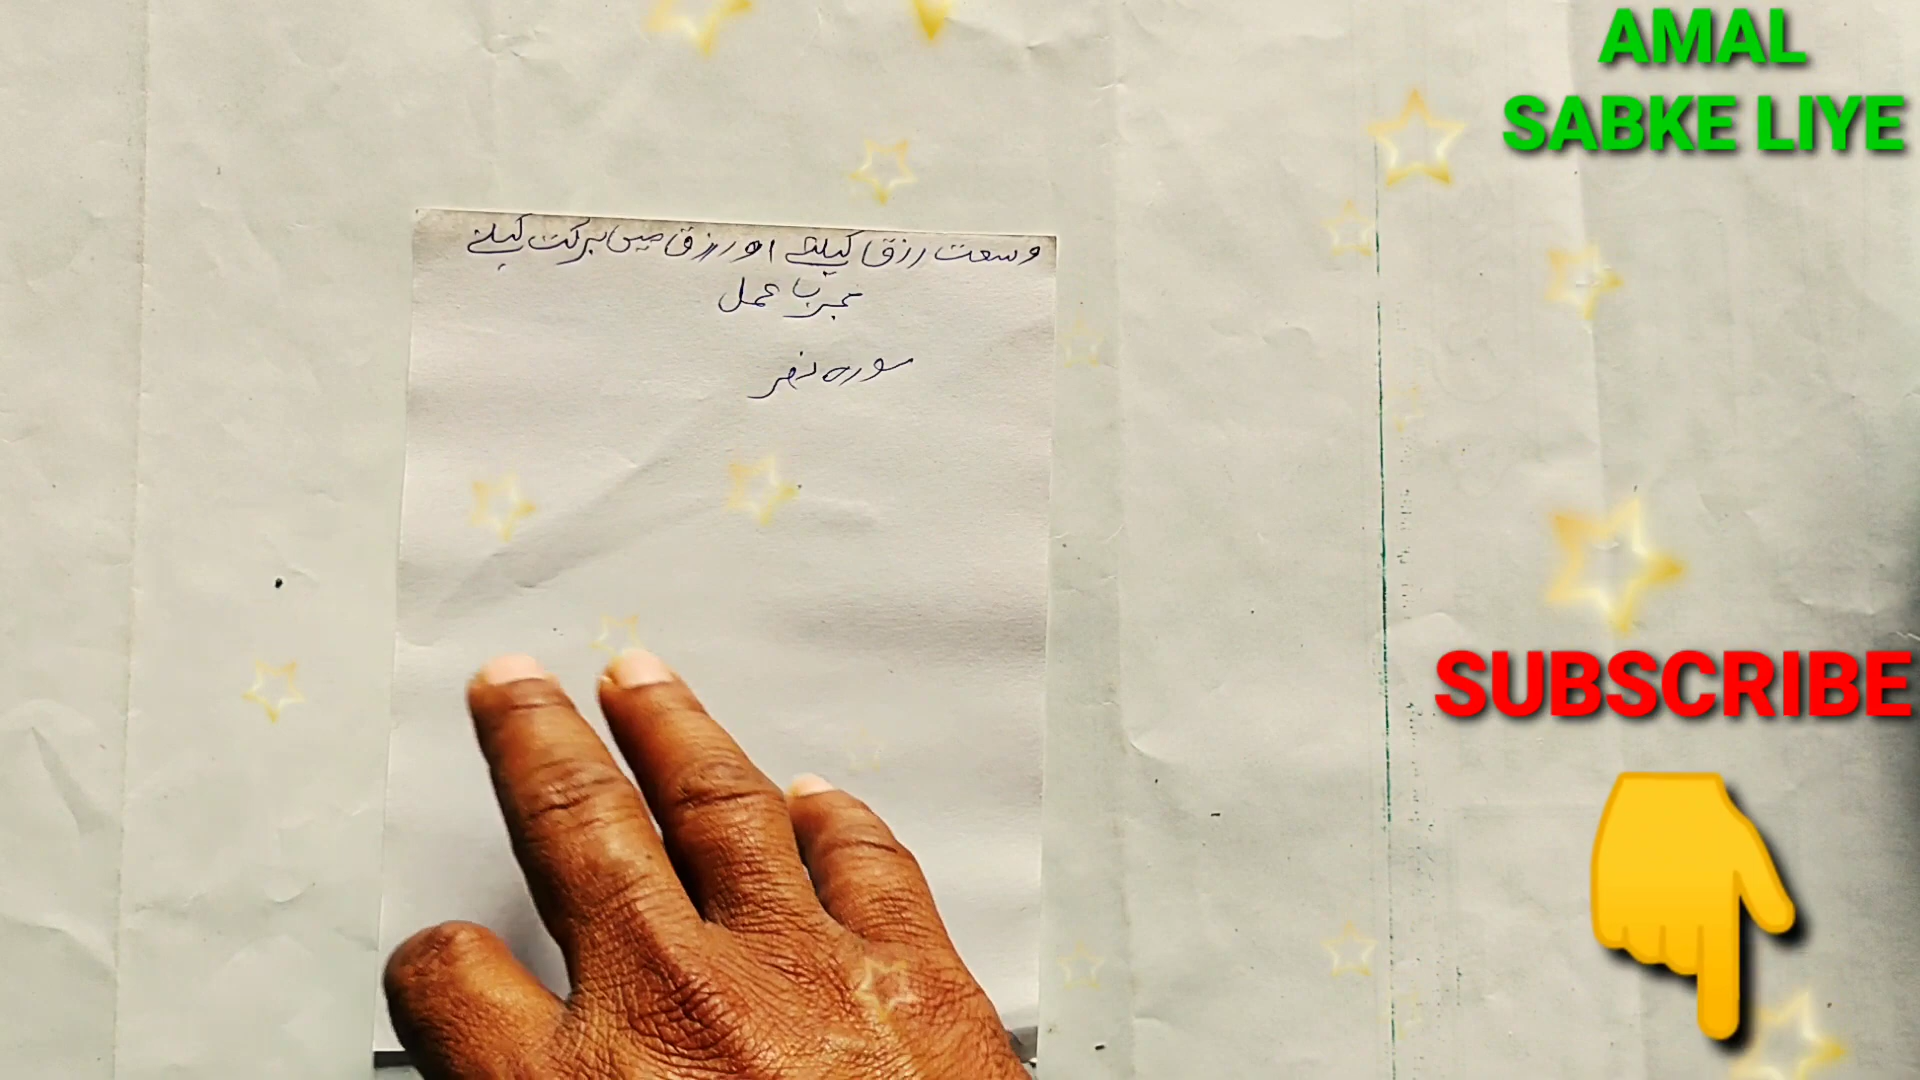 AMAL
SABKE LIYE
وسعت رزق کیلئے اور رزق میں برکت کیلئے
مجرب عمل
سورہ نصر
SUBSCRIBE